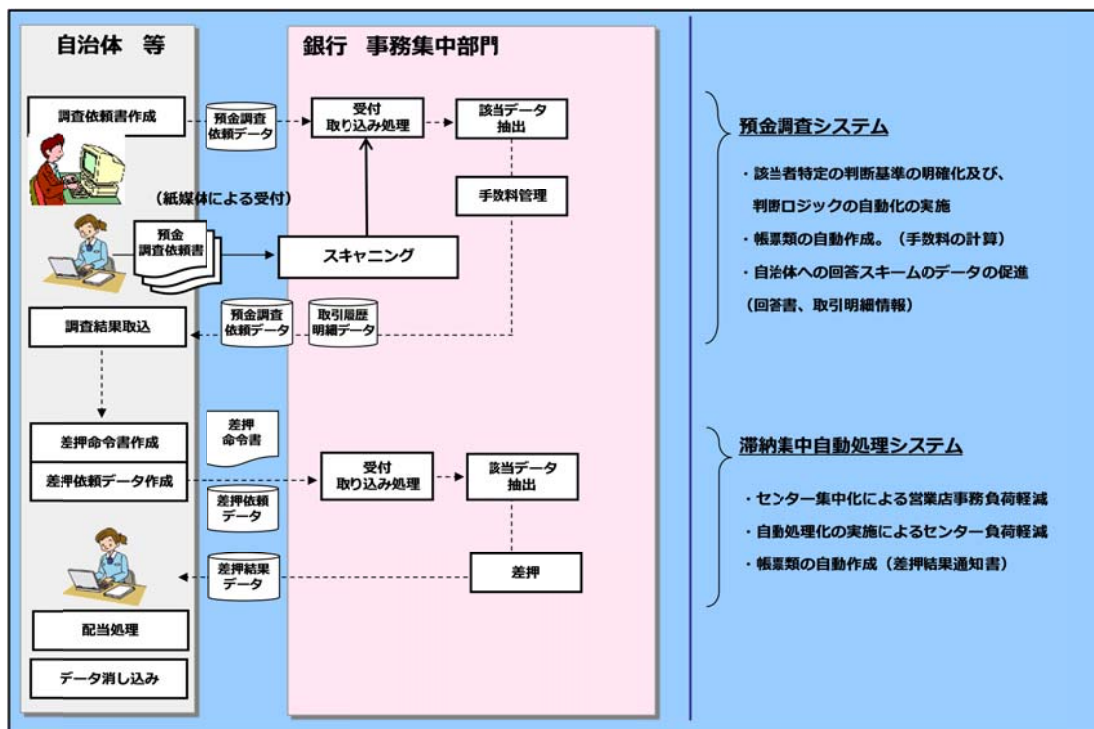 自治体 等
銀行 事務集中部門
調査依頼書作成
預金調査
依頼データ
受付
取り込み処理
該当データ
抽出
手数料管理
（紙媒体による受付）
預金
調査依頼書
スキャニング
調査結果取込
預金調査
依頼データ
取引履歴
明細データ
差押命令書作成
差押依頼データ作成
差押
命令書
差押依頼
データ
受付
取り込み処理
該当データ
抽出
差押
差押結果
データ
配当処理
データ消し込み
預金調査システム
・該当者特定の判断基準の明確化及び、
判断ロジックの自動化の実施
・帳票類の自動作成。（手数料の計算）
・自治体への回答スキームのデータの促進
（回答書、取引明細情報）
滞納集中自動処理システム
・センター集中化による営業店事務負荷軽減
・自動処理化の実施によるセンター負荷軽減
・帳票類の自動作成（差押結果通知書）